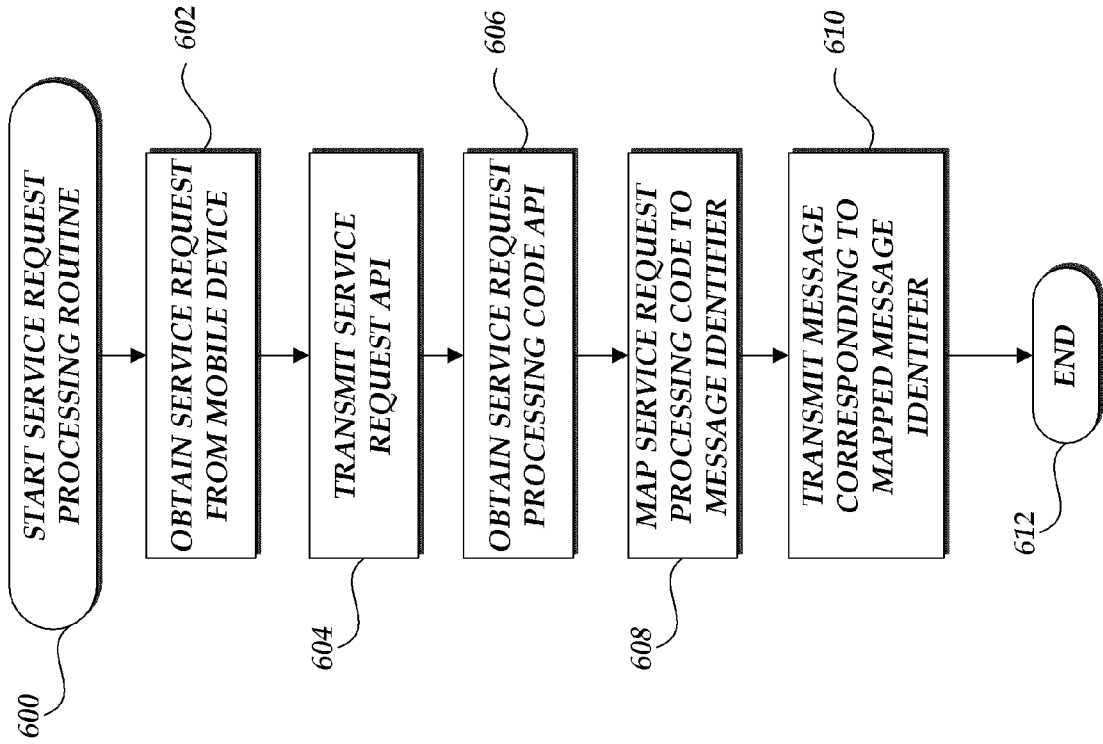 600
START SERVICE REQUEST
PROCESSING ROUTINE
602
OBTAIN SERVICE REQUEST
FROM MOBILE DEVICE
604
TRANSMIT SERVICE
REQUEST API
606
OBTAIN SERVICE REQUEST
PROCESSING CODE API
608
MAP SERVICE REQUEST
PROCESSING CODE TO
MESSAGE IDENTIFIER
610
TRANSMIT MESSAGE
CORRESPONDING TO
MAPPED MESSAGE
IDENTIFER
612
END